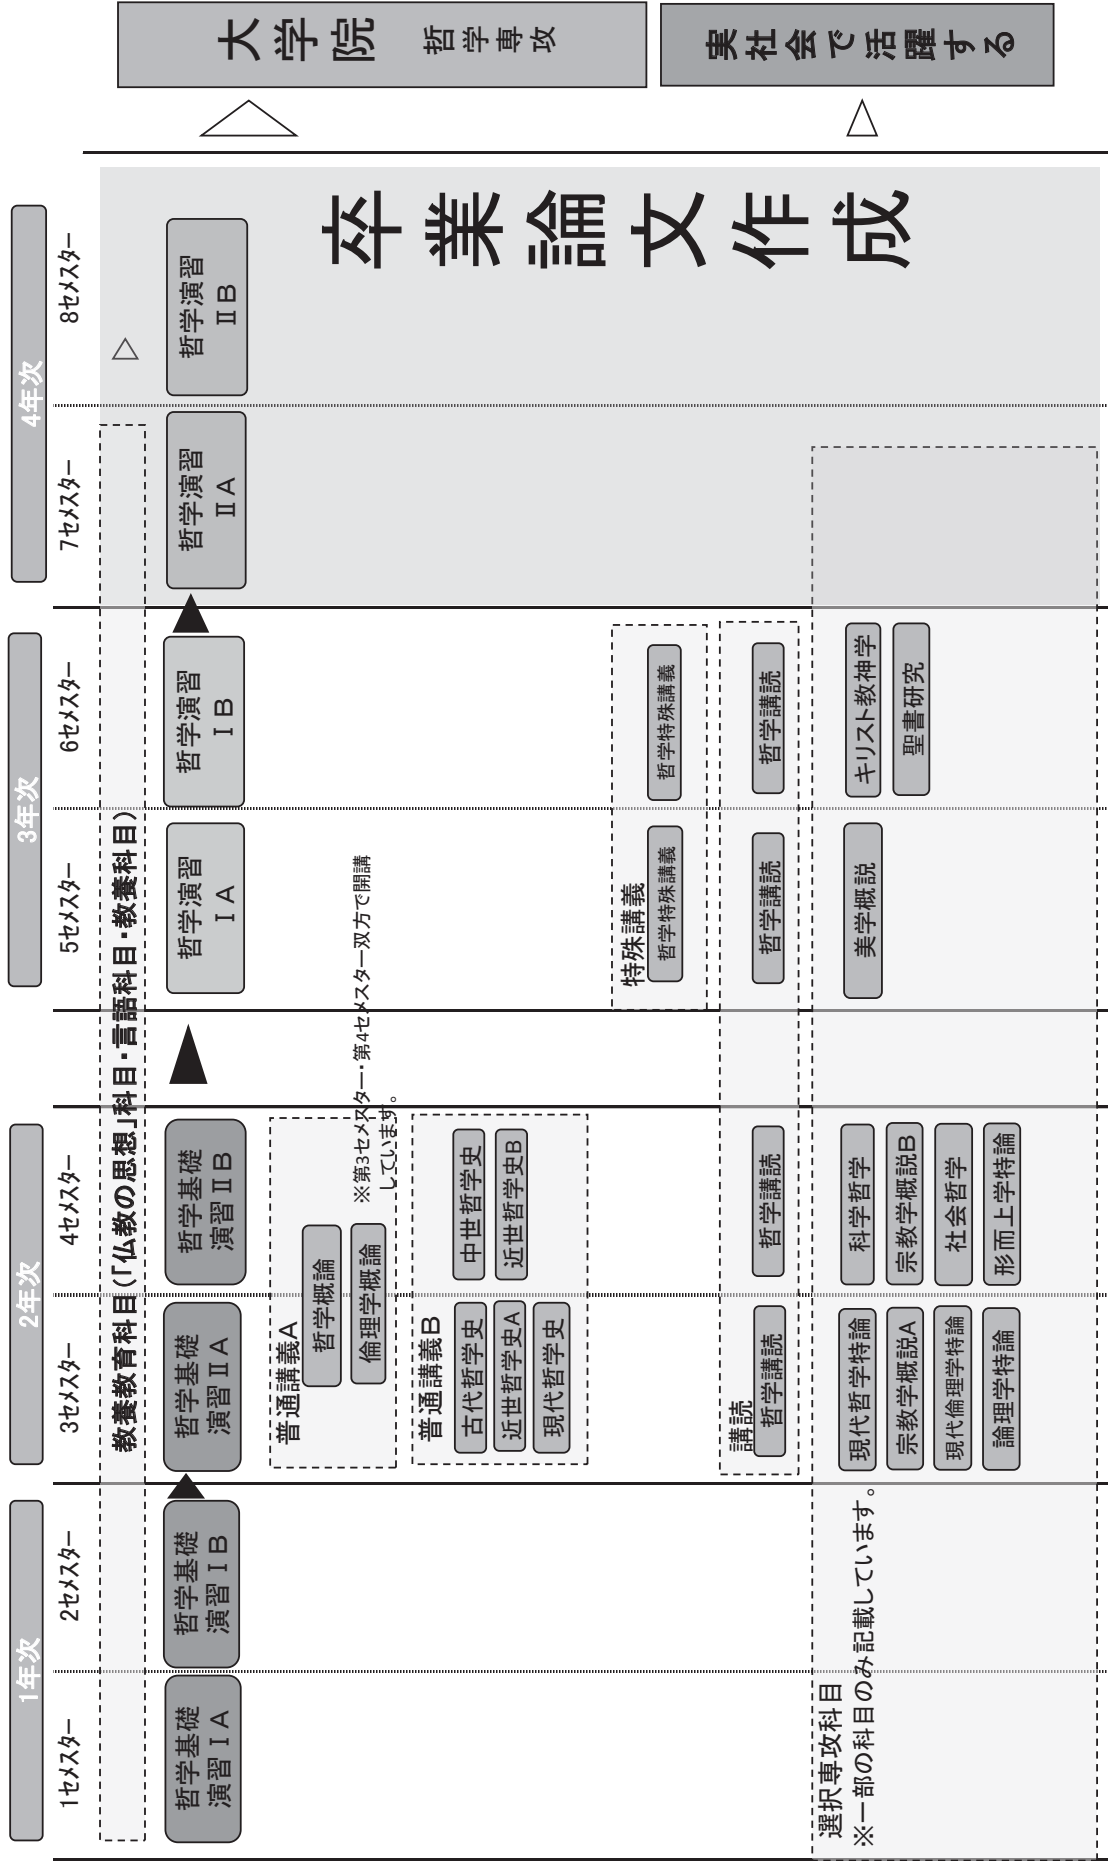 1年次
2年次
3年次
4年次
1セメスター
2セメスター
3セメスター
4セメスター
5セメスター
6セメスター
7セメスター
8セメスター
教養教育科目（「仏教の思想」科目・言語科目・教養科目）
哲学基礎
演習ⅠA
哲学基礎
演習ⅠB
哲学基礎
演習ⅡA
哲学基礎
演習ⅡB
哲学演習
ⅠA
哲学演習
ⅠB
哲学演習
ⅡA
哲学演習
ⅡB
普通講義A
哲学概論
倫理学概論
※第3セメスター・第4セメスター双方で開講
しています。
普通講義B
古代哲学史
近世哲学史A
現代哲学史
中世哲学史
近世哲学史B
特殊講義
哲学特殊講義
哲学特殊講義
講読
哲学講読
哲学講読
哲学講読
哲学講読
選択専攻科目
※一部の科目のみ記載しています。
現代哲学特論
宗教学概説A
現代倫理学特論
論理学特論
科学哲学
宗教学概説B
社会哲学
形而上学特論
美学概説
キリスト教神学
聖書研究
卒業論文作成
大学院 哲学専攻
実社会で活躍する